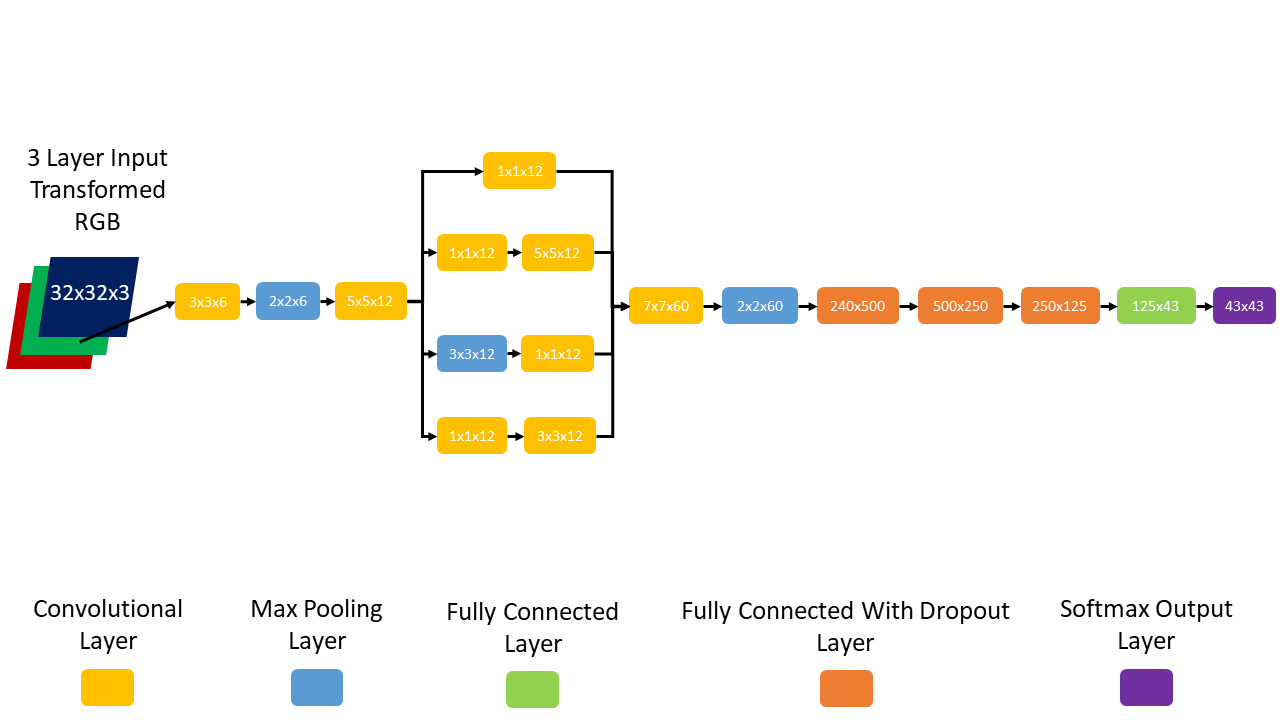 3 Layer Input
Transformed
RGB
32x32x3
3x3x6
2x2x6
5x5x12
1x1x12
1x1x12
5x5x12
3x3x12
1x1x12
1x1x12
3x3x12
7x7x60
2x2x60
240x500
500x250
250x125
125x43
43x43
Convolutional
Layer
Max Pooling
Layer
Fully Connected
Layer
Fully Connected With Dropout
Layer
Softmax Output
Layer